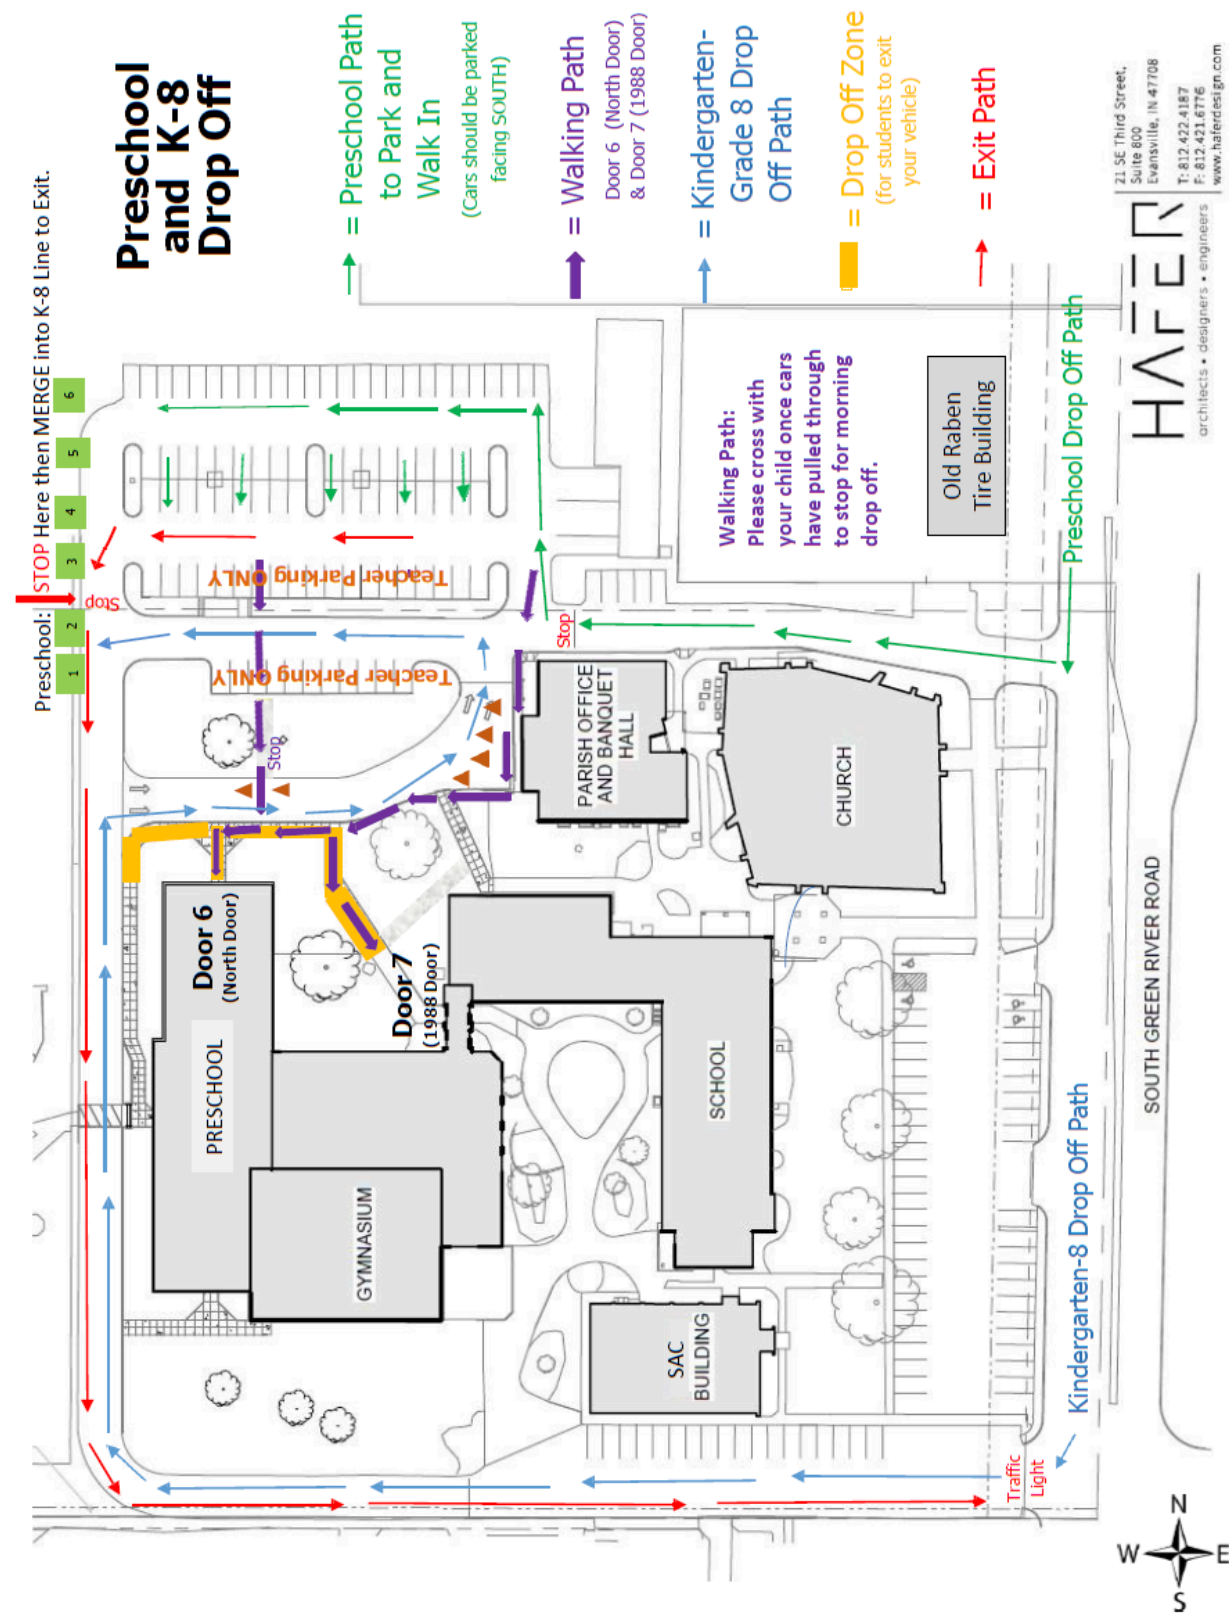 Preschool
and K-8
Drop Off
Preschool: STOP Here then MERGE into K-8 Line to Exit.
1
2
3
4
5
6
Stop
= Preschool Path
to Park and
Walk In
(Cars should be parked
facing SOUTH)
= Walking Path
Door 6 (North Door)
& Door 7 (1988 Door)
= Kindergarten-
Grade 8 Drop
Off Path
= Drop Off Zone
(for students to exit
your vehicle)
= Exit Path
Teacher Parking ONLY
Teacher Parking ONLY
Stop
Stop
Walking Path:
Please cross with
your child once cars
have pulled through
to stop for morning
drop off.
Old Raben
Tire Building
Preschool Drop Off Path
PARISH OFFICE
AND BANQUET
HALL
CHURCH
Door 6
(North Door)
Door 7
(1988 Door)
PRESCHOOL
GYMNASIUM
SCHOOL
SAC
BUILDING
SOUTH GREEN RIVER ROAD
Kindergarten-8 Drop Off Path
Traffic
Light
HAFER
architects • designers • engineers
21 SE Third Street,
Suite 800
Evansville, IN 47708
T: 812.422.4187
F: 812.421.6776
www.haferdesign.com
N
W
E
S